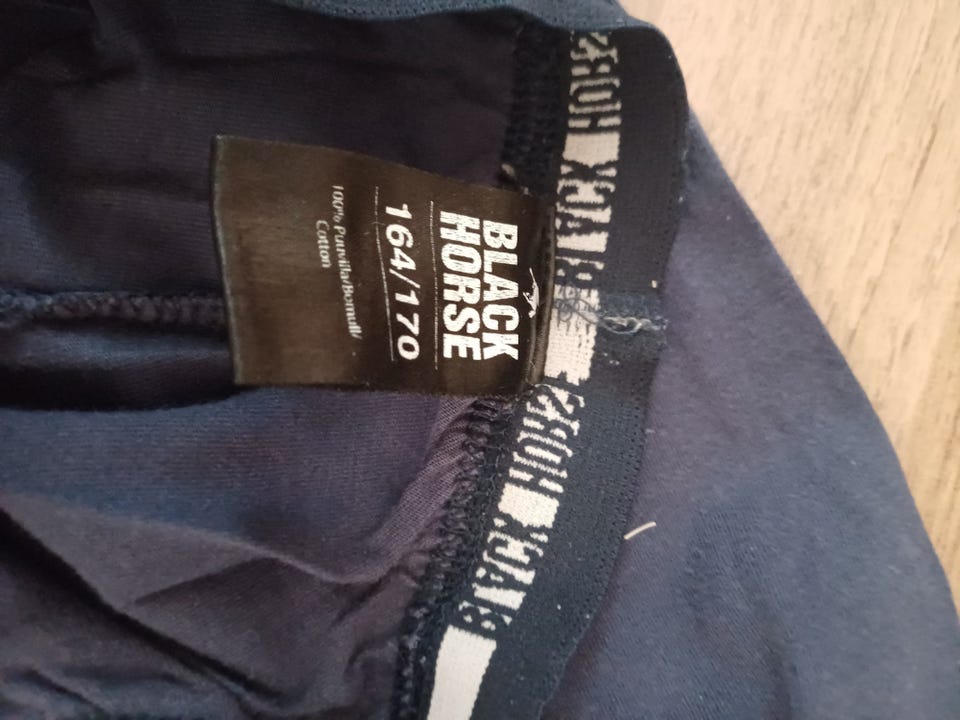 BLACK
HORSE
164/170
100% Puuvilla/Bomull/
Cotton